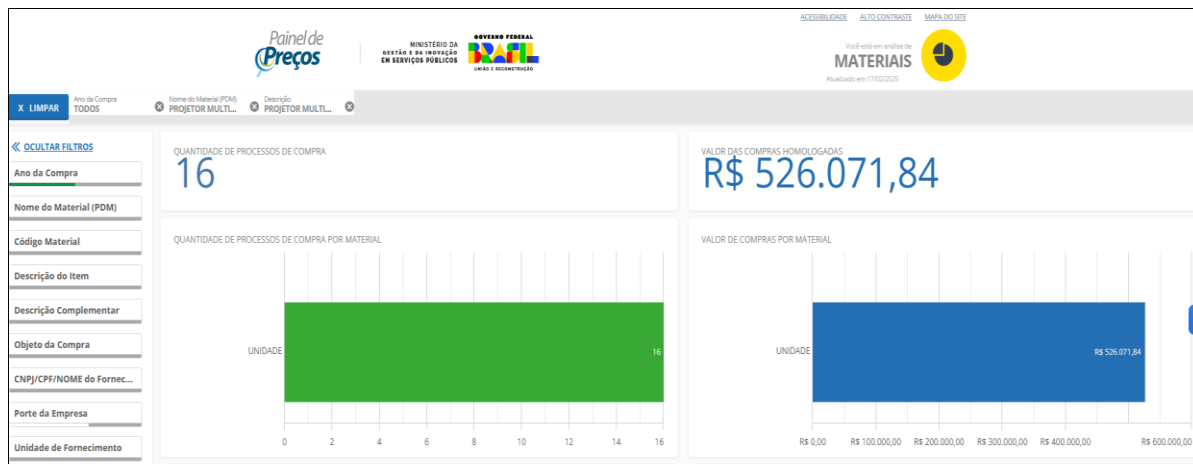 ACESSIBILIDADE ALTO CONTRASTE MAPA DO SITE
Painel de
Preços
MINISTÉRIO DA
GESTÃO E DA INOVAÇÃO
EM SERVIÇOS PÚBLICOS
GOVERNO FEDERAL
BRASIL
UNIÃO E RECONSTRUÇÃO
Você está em análise de
MATERIAIS
Atualizado em 17/02/2025
X LIMPAR
Ano da Compra
TODOS
Nome do Material (PDM)
PROJETOR MULTI...
Descrição
PROJETOR MULTI...
OCULTAR FILTROS
Ano da Compra
Nome do Material (PDM)
Código Material
Descrição do Item
Descrição Complementar
Objeto da Compra
CNPJ/CPF/NOME do Fornec...
Porte da Empresa
Unidade de Fornecimento
QUANTIDADE DE PROCESSOS DE COMPRA
16
VALOR DAS COMPRAS HOMOLOGADAS
R$ 526.071,84
QUANTIDADE DE PROCESSOS DE COMPRA POR MATERIAL
UNIDADE
16
0 2 4 6 8 10 12 14 16
VALOR DE COMPRAS POR MATERIAL
UNIDADE
R$ 526.071,84
R$ 0,00 R$ 100.000,00 R$ 200.000,00 R$ 300.000,00 R$ 400.000,00 R$ 600.000,00